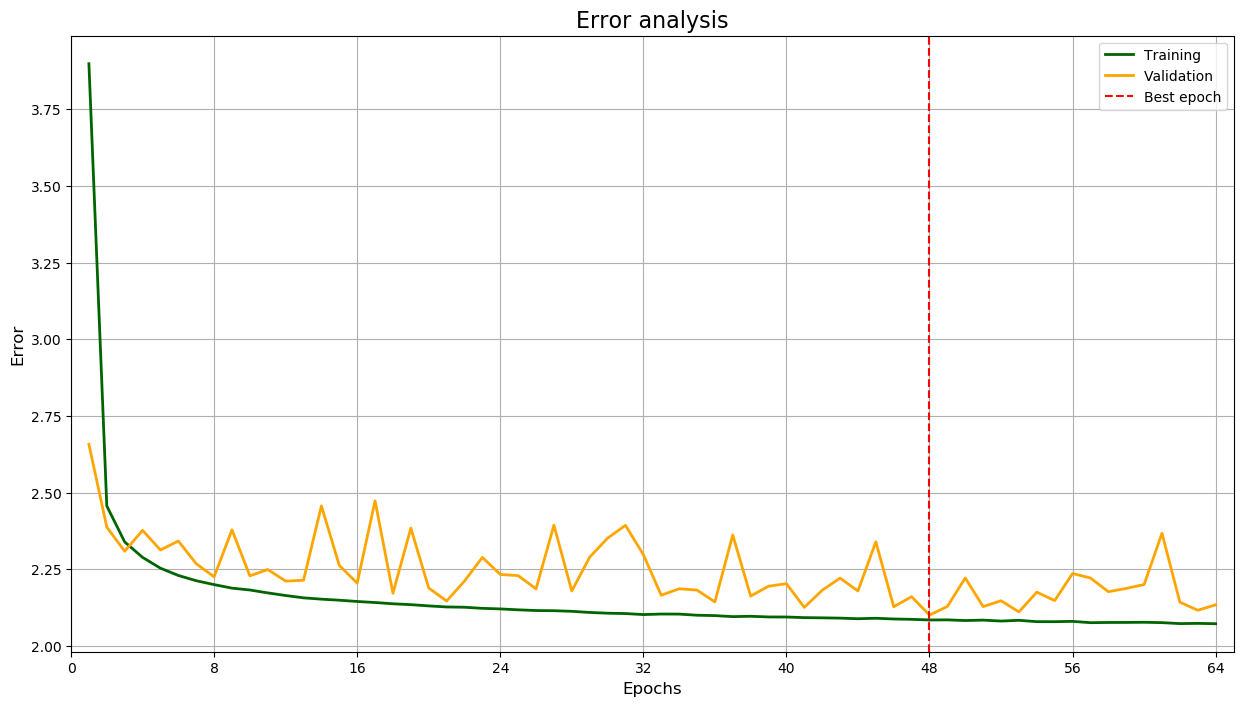 Error analysis
Training
Validation
Best epoch
Error
3.75
3.50
3.25
3.00
2.75
2.50
2.25
2.00
0 8 16 24 32 40 48 56 64
Epochs